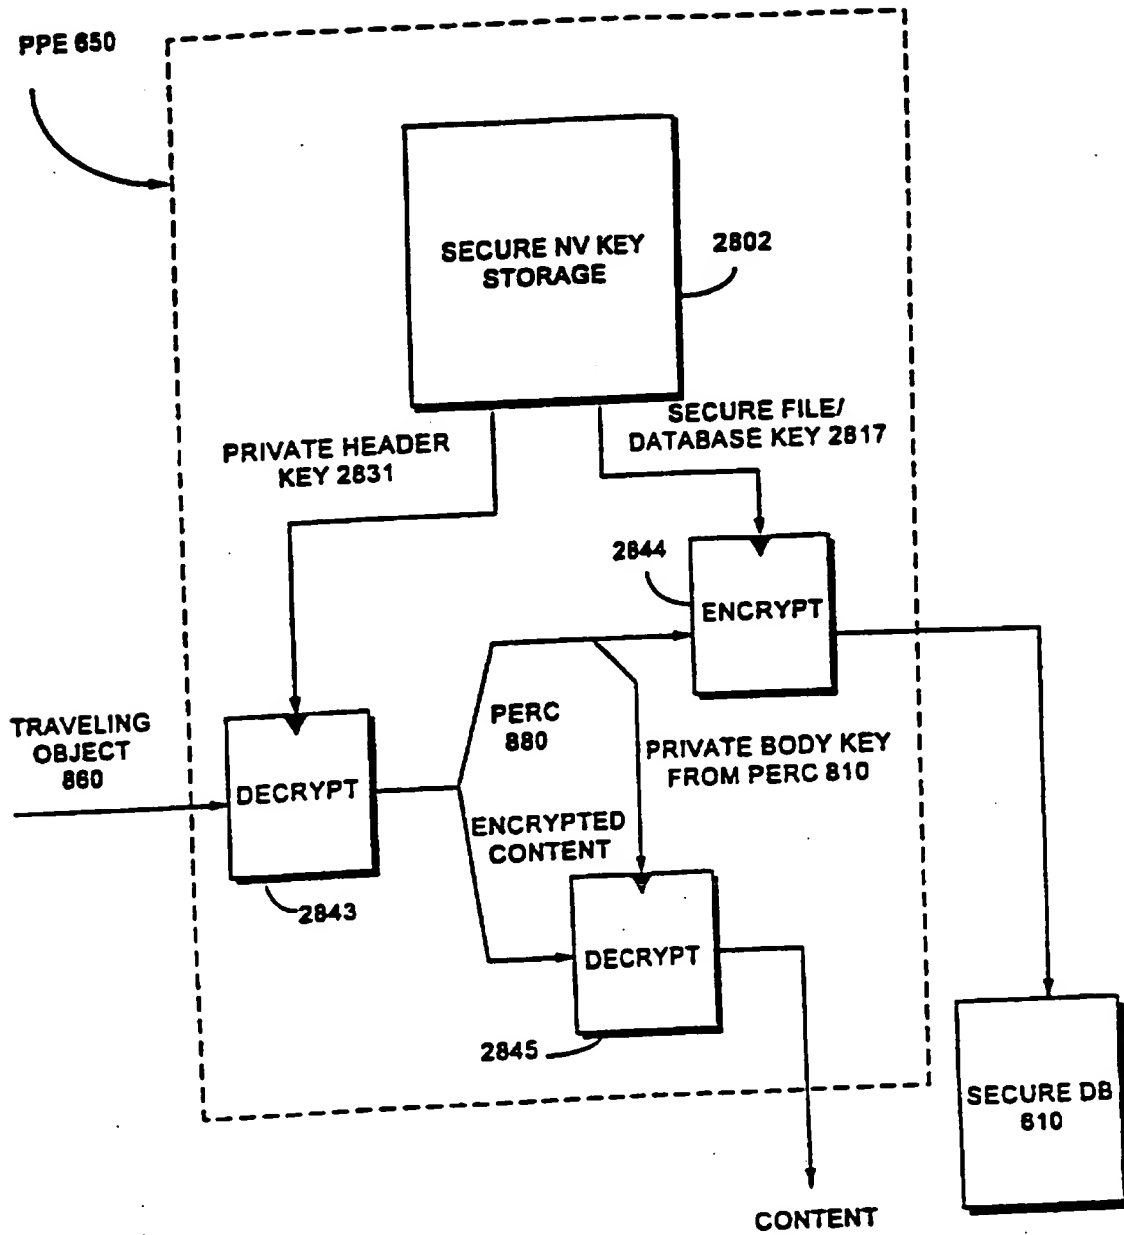 PPE 650
SECURE NV KEY
STORAGE
2802
SECURE FILE/
DATABASE KEY 2817
PRIVATE HEADER
KEY 2831
2844
ENCRYPT
TRAVELING
OBJECT
860
DECRYPT
PERC
880
PRIVATE BODY KEY
FROM PERC 810
ENCRYPTED
CONTENT
2843
DECRYPT
2845
SECURE DB
610
CONTENT